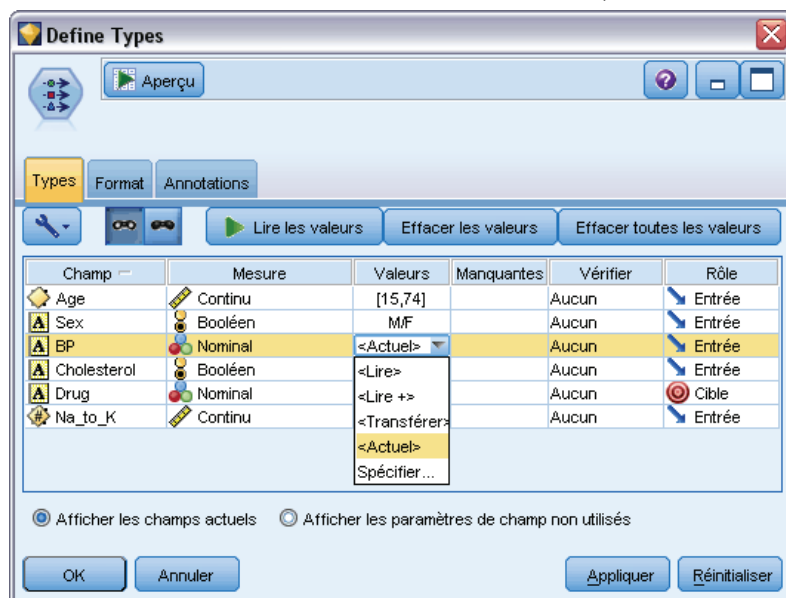 Define Types
Aperçu
Types Format Annotations
Lire les valeurs Effacer les valeurs Effacer toutes les valeurs
Champ Mesure Valeurs Manquantes Vérifier Rôle
Age Continu [15,74] Aucun Entrée
A Sex Booléen M/F Aucun Entrée
A BP Nominal <Actuel> Aucun Entrée
A Cholesterol Booléen <Lire> Aucun Entrée
A Drug Nominal <Lire +> Aucun Cible
# Na_to_K Continu <Transférer> Aucun Entrée
<Actuel>
Spécifier...
Afficher les champs actuels Afficher les paramètres de champ non utilisés
OK Annuler Appliquer Réinitialiser